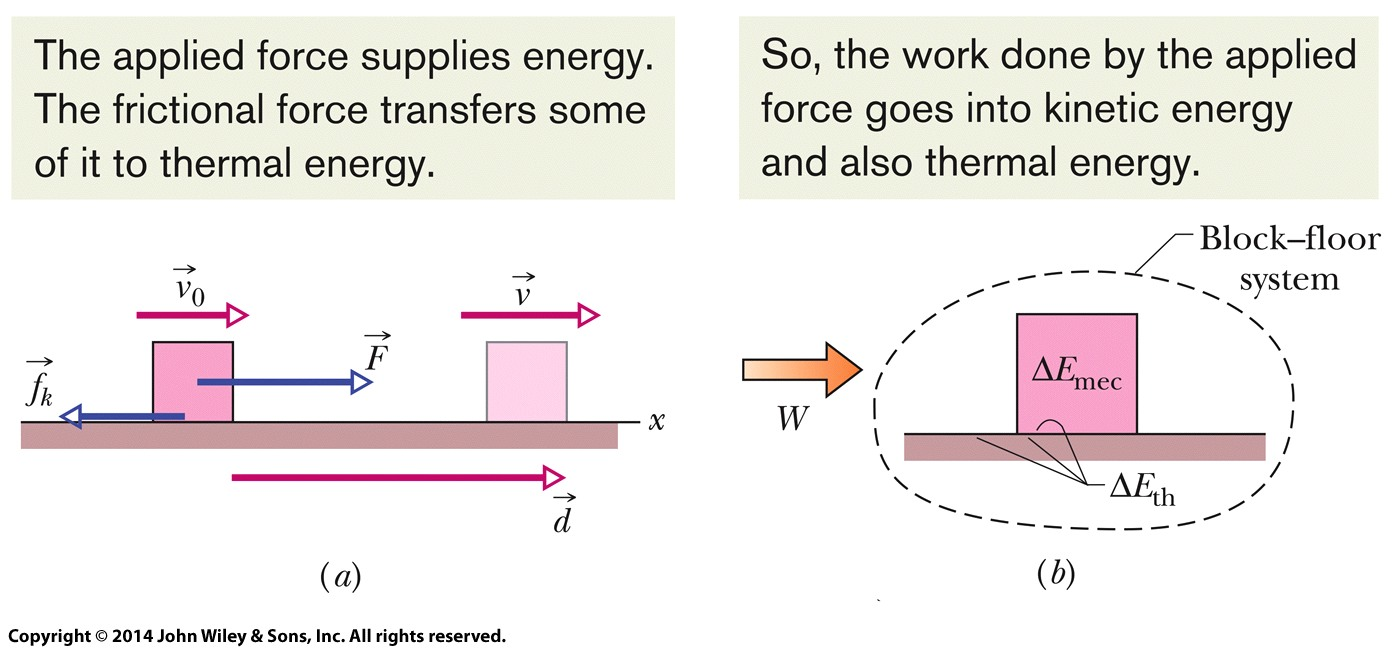 The applied force supplies energy.
The frictional force transfers some
of it to thermal energy.
So, the work done by the applied
force goes into kinetic energy
and also thermal energy.
v⃗₀
v⃗
F⃗
f⃗ₖ
x
d⃗
(a)
Block–floor
system
W
ΔEmec
ΔEth
(b)
Copyright © 2014 John Wiley & Sons, Inc. All rights reserved.